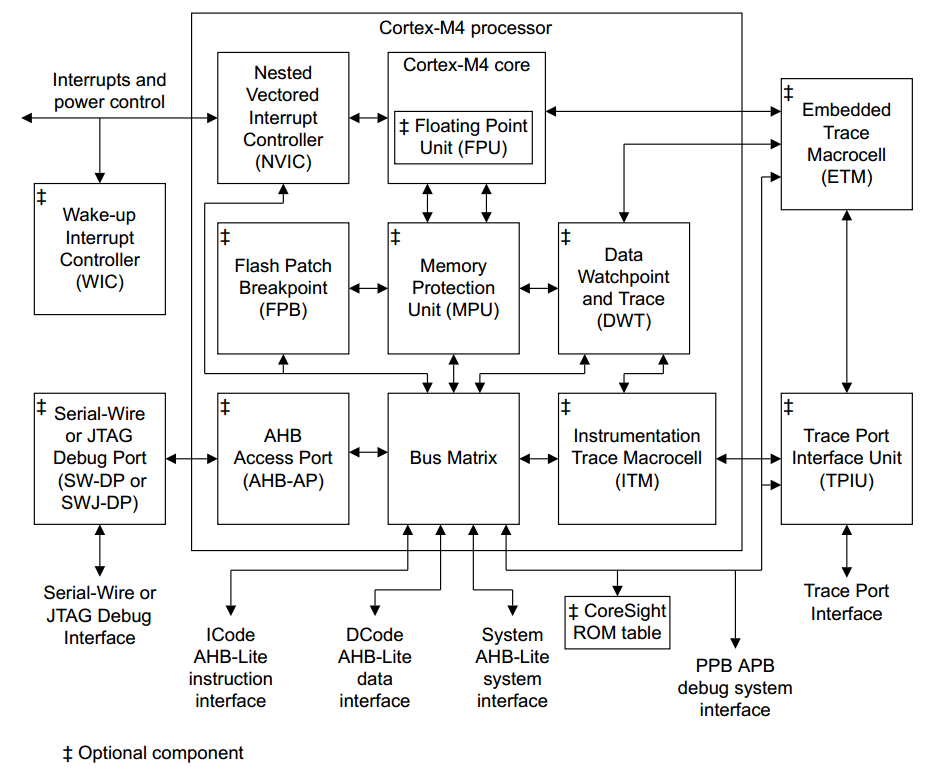 Cortex-M4 processor
Interrupts and
power control
Nested
Vectored
Interrupt
Controller
(NVIC)
Cortex-M4 core
‡ Floating Point
Unit (FPU)
‡
Embedded
Trace
Macrocell
(ETM)
‡
Wake-up
Interrupt
Controller
(WIC)
‡
Flash Patch
Breakpoint
(FPB)
‡
Memory
Protection
Unit (MPU)
‡
Data
Watchpoint
and Trace
(DWT)
‡
Serial-Wire
or JTAG
Debug Port
(SW-DP or
SWJ-DP)
‡
AHB
Access Port
(AHB-AP)
Bus Matrix
‡
Instrumentation
Trace Macrocell
(ITM)
‡
Trace Port
Interface Unit
(TPIU)
Serial-Wire or
JTAG Debug
Interface
ICode
AHB-Lite
instruction
interface
DCode
AHB-Lite
data
interface
System
AHB-Lite
system
interface
‡ CoreSight
ROM table
PPB APB
debug system
interface
Trace Port
Interface
‡ Optional component